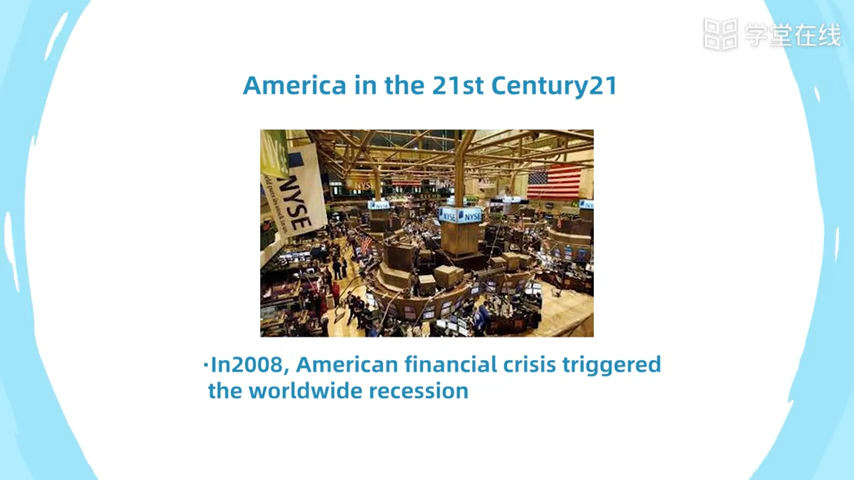 学堂在线
America in the 21st Century21
NYSE
NYSE
NYSE
·In2008, American financial crisis triggered
the worldwide recession